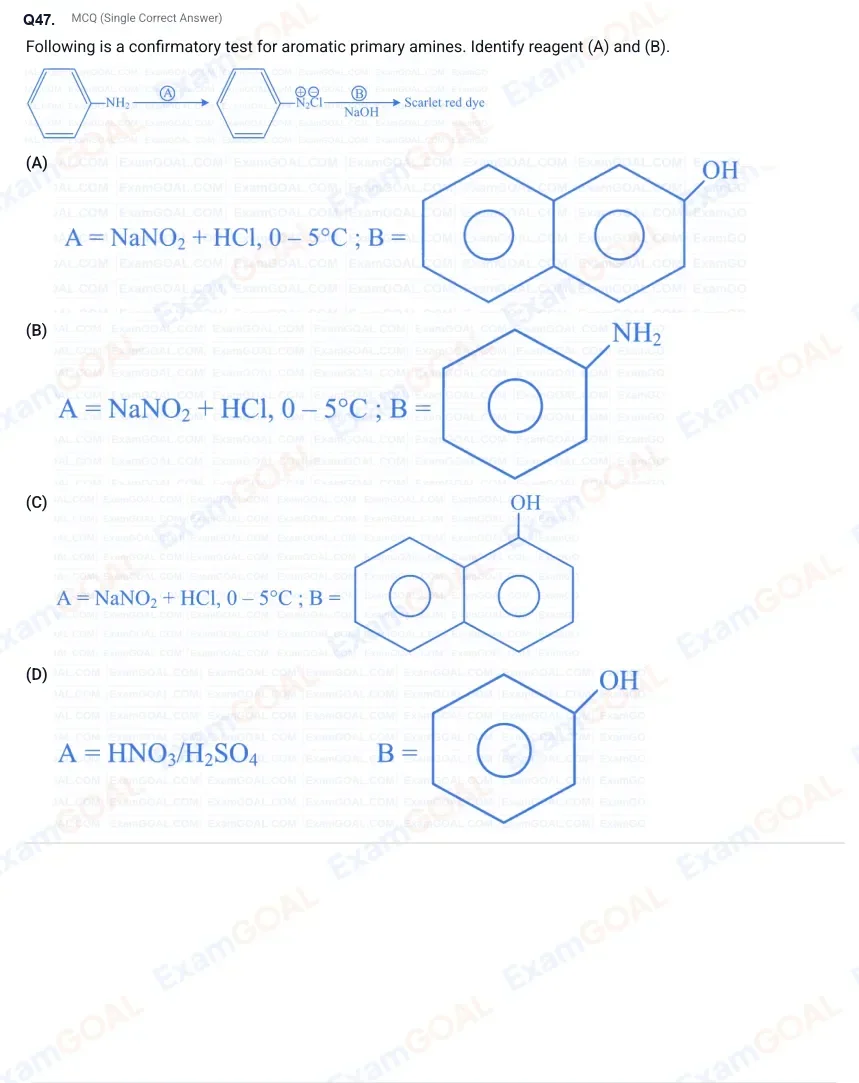 Q47. MCQ (Single Correct Answer)
Following is a confirmatory test for aromatic primary amines. Identify reagent (A) and (B).
NH₂ Ⓐ N₂Cl ⊕ ⊖ Ⓑ NaOH Scarlet red dye
(A)
OH
A = NaNO₂ + HCl, 0 – 5°C ; B =
(B)
NH₂
A = NaNO₂ + HCl, 0 – 5°C ; B =
(C)
OH
A = NaNO₂ + HCl, 0 – 5°C ; B =
(D)
OH
A = HNO₃/H₂SO₄ B =
ExamGOAL